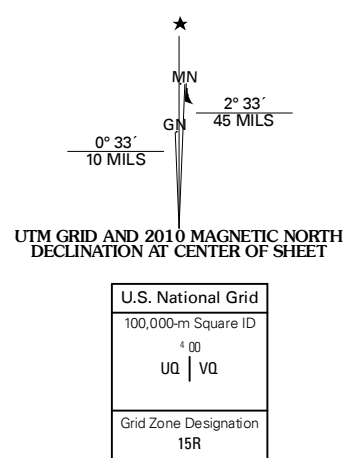 ★
MN
2° 33´
45 MILS
GN
0° 33´
10 MILS
UTM GRID AND 2010 MAGNETIC NORTH
DECLINATION AT CENTER OF SHEET
U.S. National Grid
100,000-m Square ID
4 00
UQ | VQ
Grid Zone Designation
15R